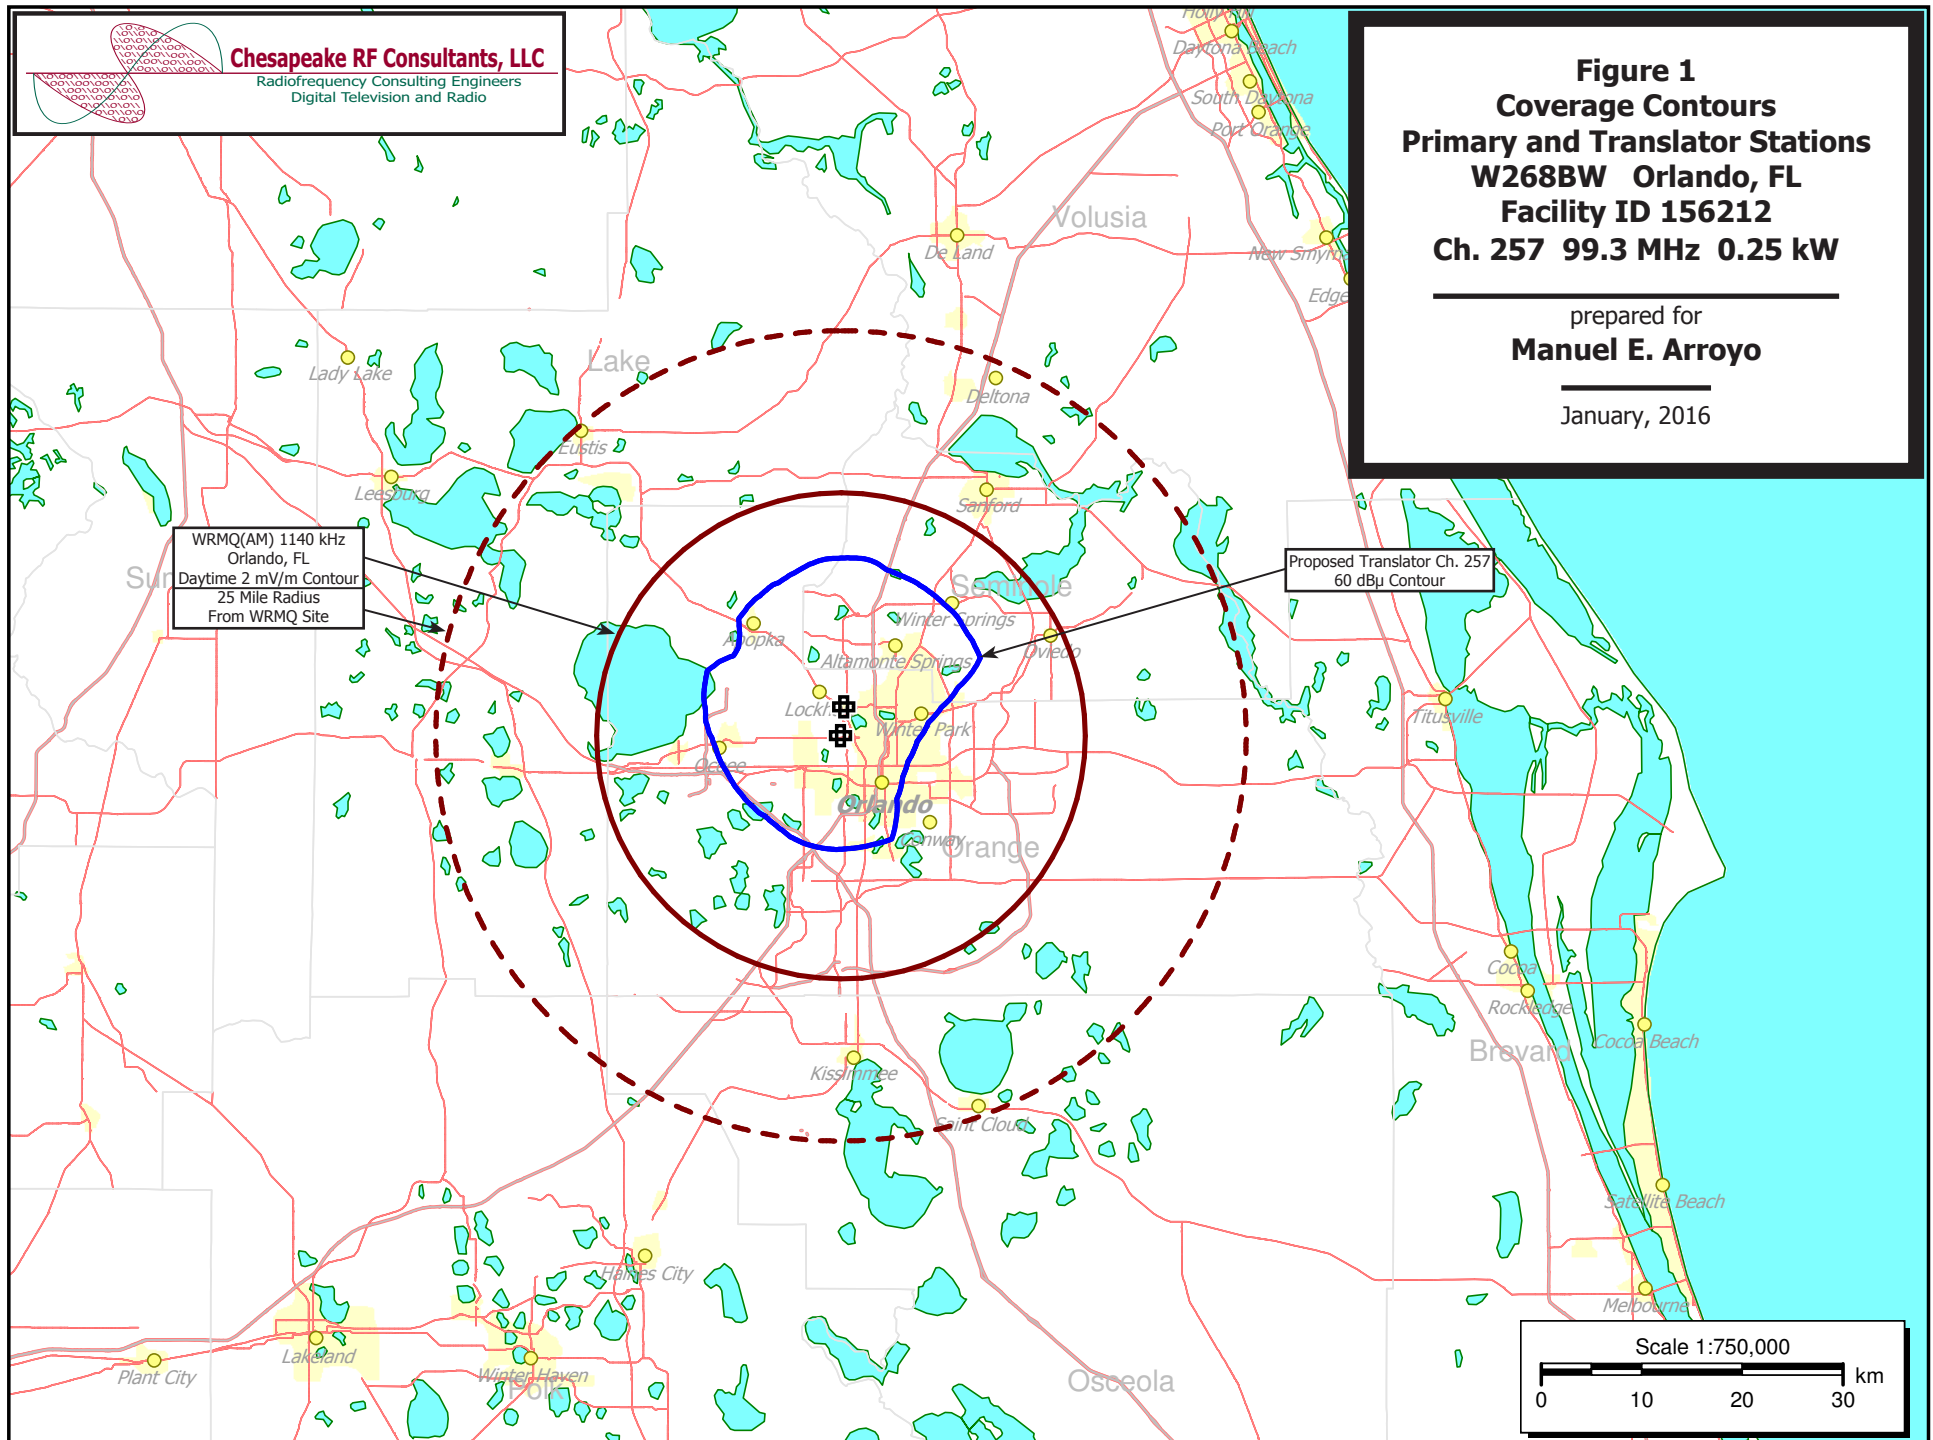 Chesapeake RF Consultants, LLC
Radiofrequency Consulting Engineers
Digital Television and Radio
Figure 1
Coverage Contours
Primary and Translator Stations
W268BW Orlando, FL
Facility ID 156212
Ch. 257 99.3 MHz 0.25 kW
prepared for
Manuel E. Arroyo
January, 2016
Daytona Beach
South Daytona
Port Orange
Volusia
De Land
New Smyrna
Edge
Lake
Lady Lake
Deltona
Eustis
Leesburg
Sanford
WRMQ(AM) 1140 kHz
Orlando, FL
Daytime 2 mV/m Contour
25 Mile Radius
From WRMQ Site
Sum
Proposed Translator Ch. 257
60 dBµ Contour
Seminole
Winter Springs
Apopka
Oviedo
Altamonte Springs
Lockh
Titusville
Winter Park
Ocoee
Orlando
Conway
Orange
Cocoa
Rockledge
Cocoa Beach
Brevard
Kissimmee
Saint Cloud
Satellite Beach
Haines City
Melbourne
Lakeland
Plant City
Winter Haven
Polk
Osceola
Scale 1:750,000
km
0 10 20 30